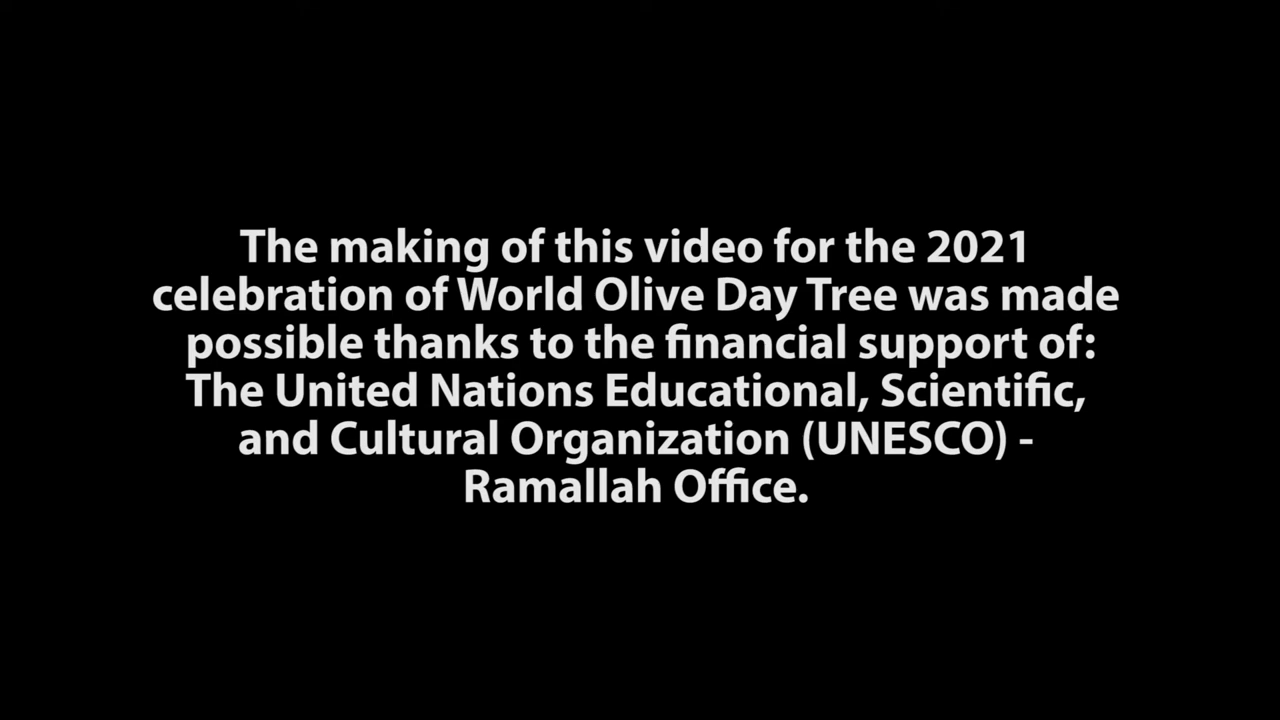 The making of this video for the 2021
celebration of World Olive Day Tree was made
possible thanks to the financial support of:
The United Nations Educational, Scientific,
and Cultural Organization (UNESCO) -
Ramallah Office.